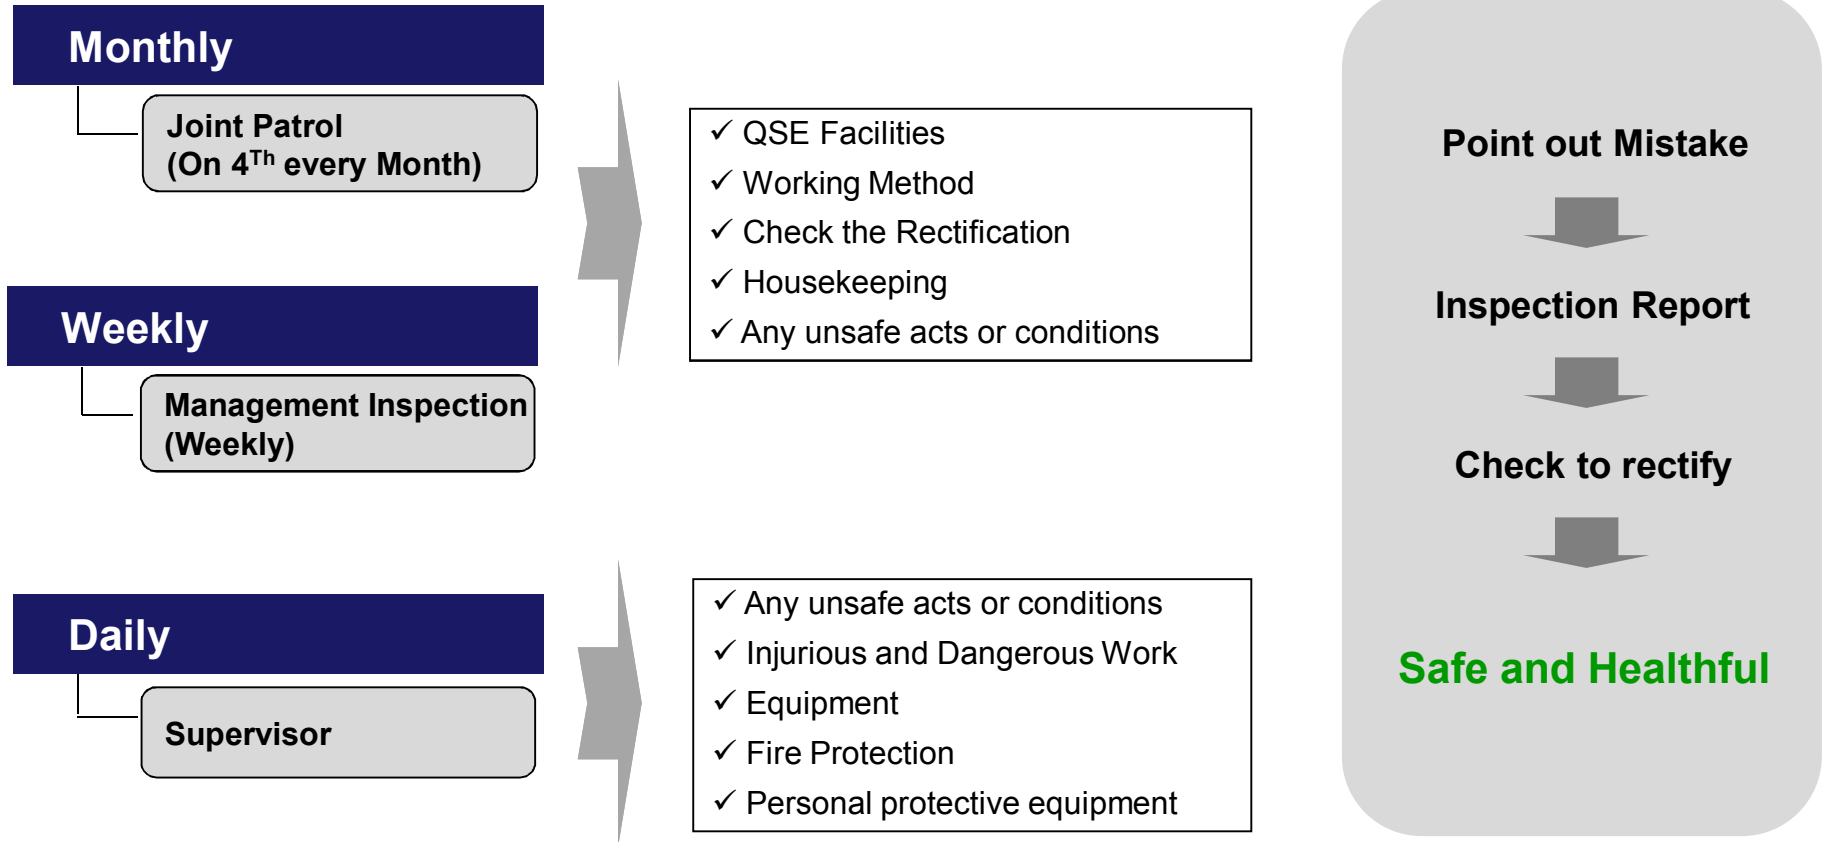 Monthly
Joint Patrol
(On 4Th every Month)
Weekly
Management Inspection
(Weekly)
Daily
Supervisor
✓ QSE Facilities
✓ Working Method
✓ Check the Rectification
✓ Housekeeping
✓ Any unsafe acts or conditions
✓ Any unsafe acts or conditions
✓ Injurious and Dangerous Work
✓ Equipment
✓ Fire Protection
✓ Personal protective equipment
Point out Mistake
Inspection Report
Check to rectify
Safe and Healthful